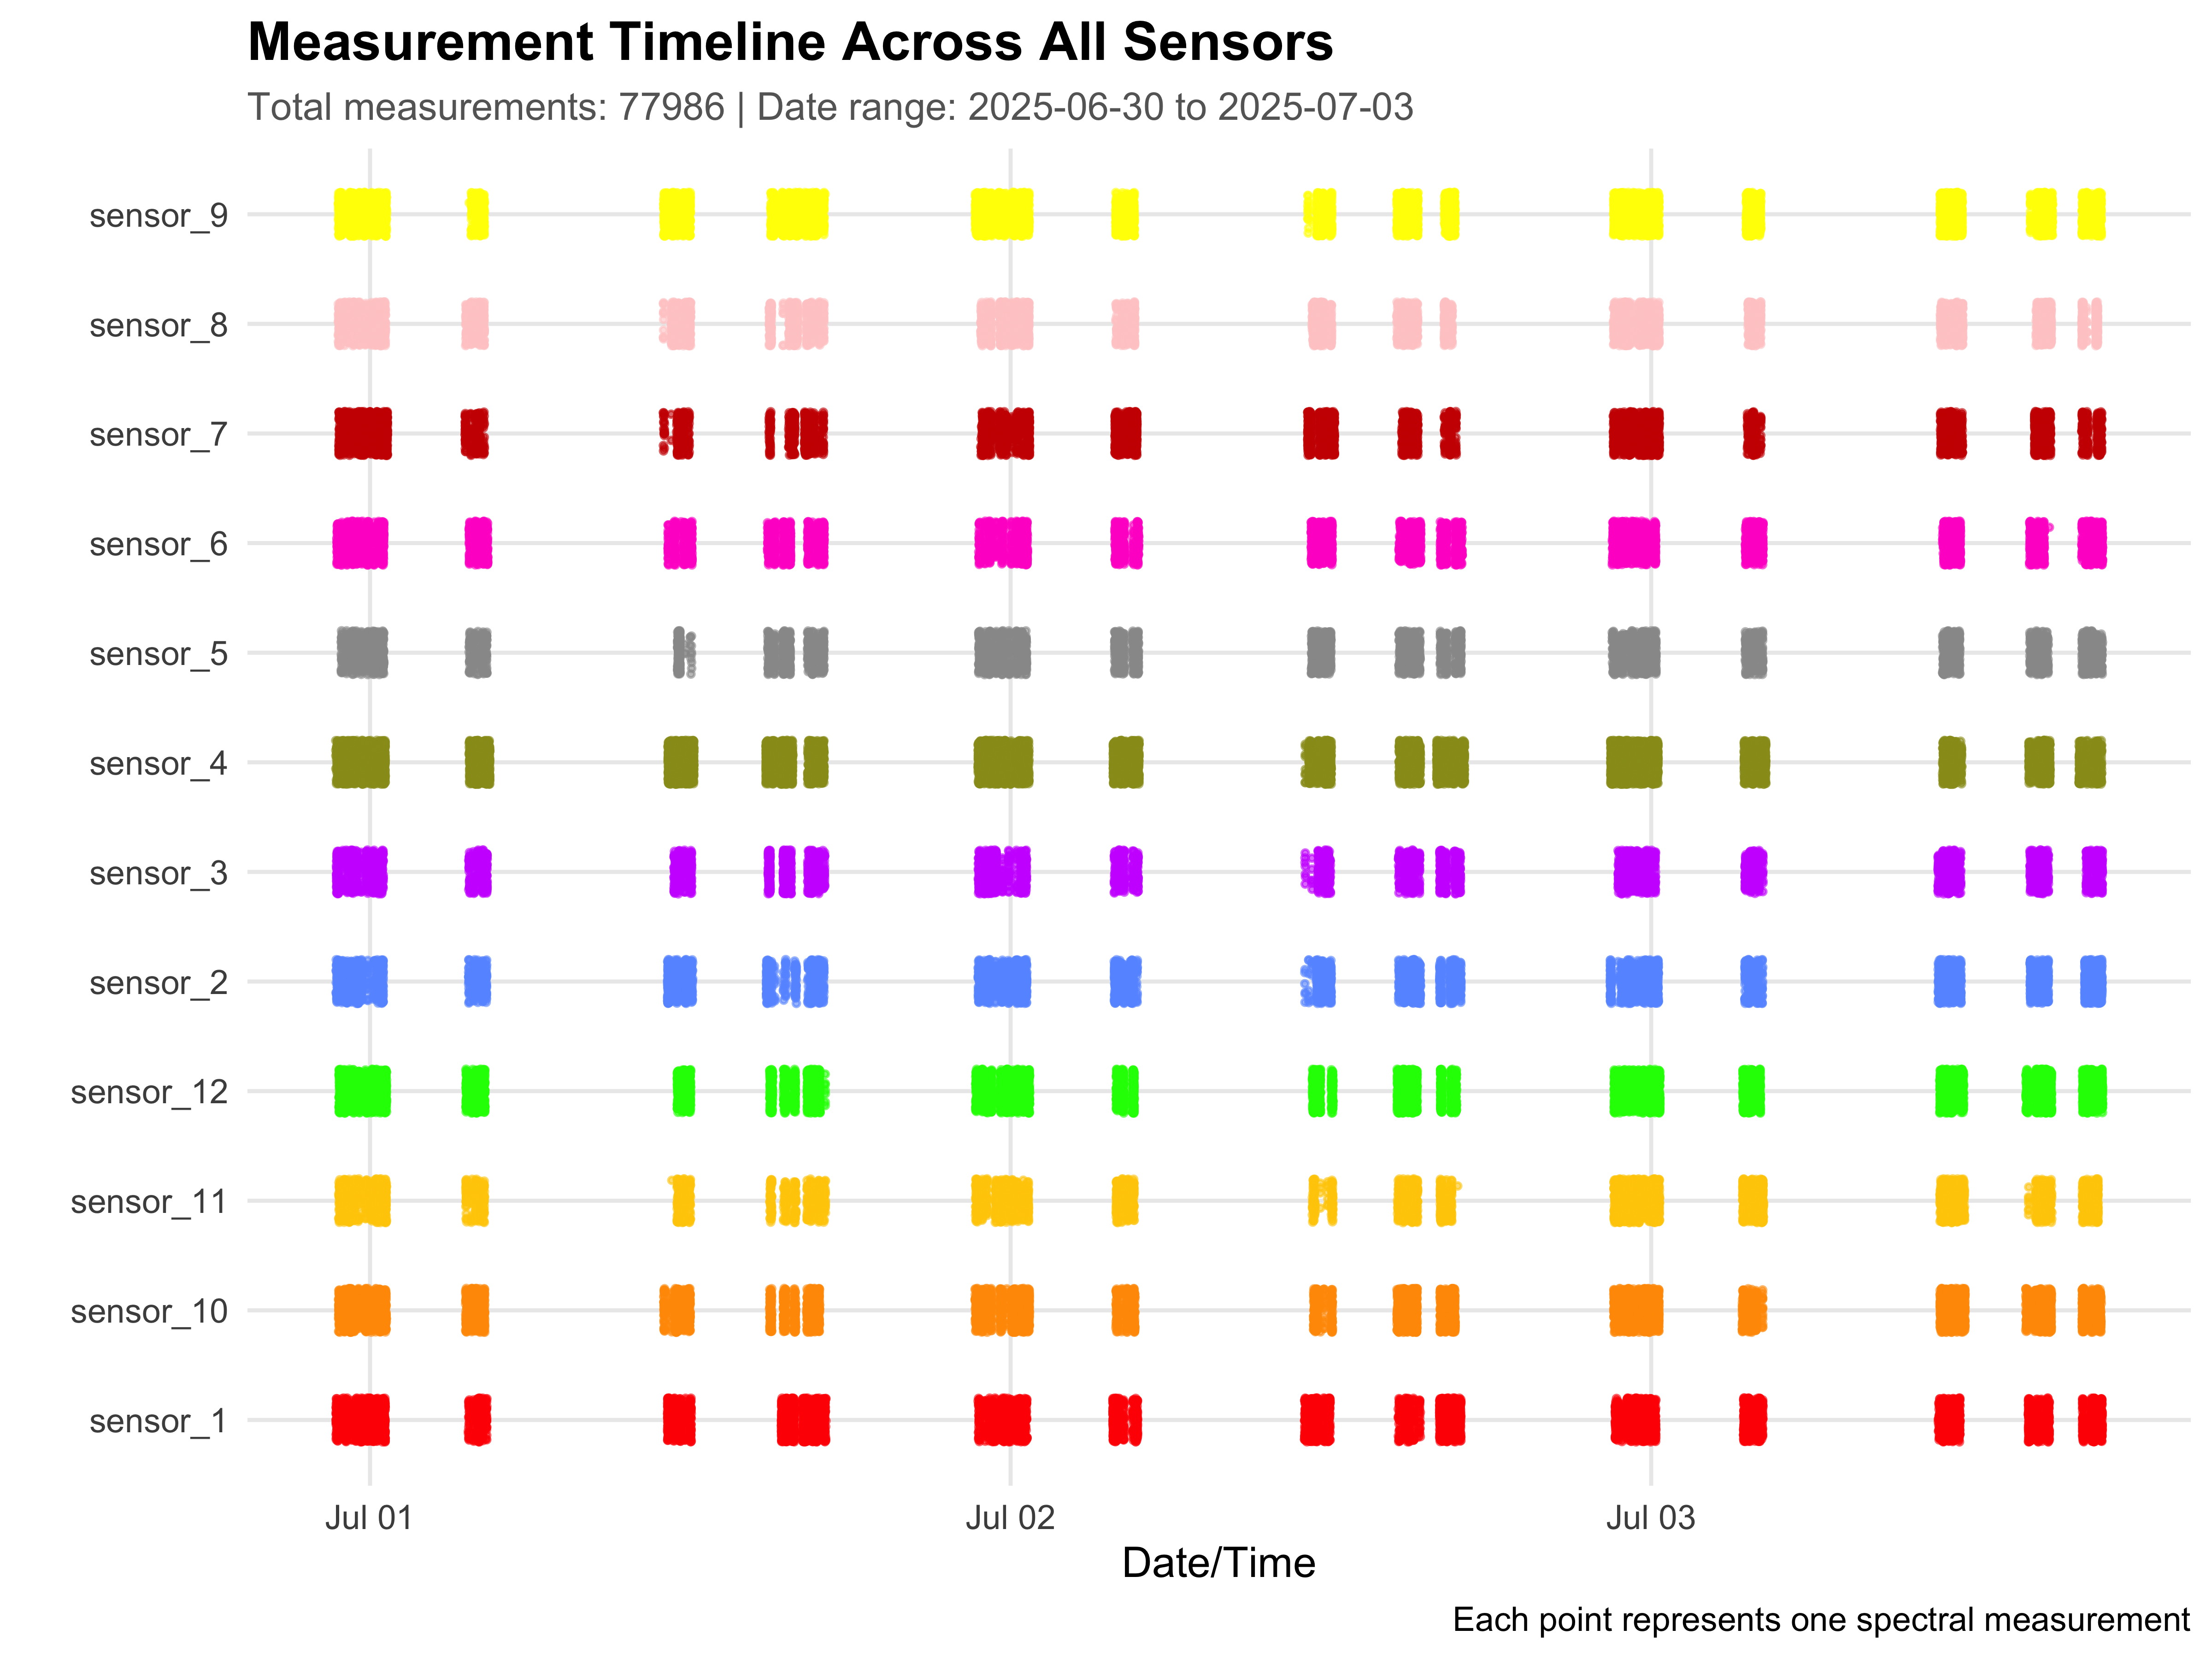 Measurement Timeline Across All Sensors
Total measurements: 77986 | Date range: 2025-06-30 to 2025-07-03
sensor_9
sensor_8
sensor_7
sensor_6
sensor_5
sensor_4
sensor_3
sensor_2
sensor_12
sensor_11
sensor_10
sensor_1
Jul 01 Jul 02 Jul 03
Date/Time
Each point represents one spectral measurement